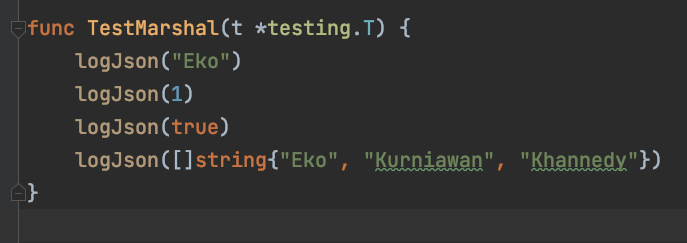 func TestMarshal(t *testing.T) {
    logJson("Eko")
    logJson(1)
    logJson(true)
    logJson([]string{"Eko", "Kurniawan", "Khannedy"})
}